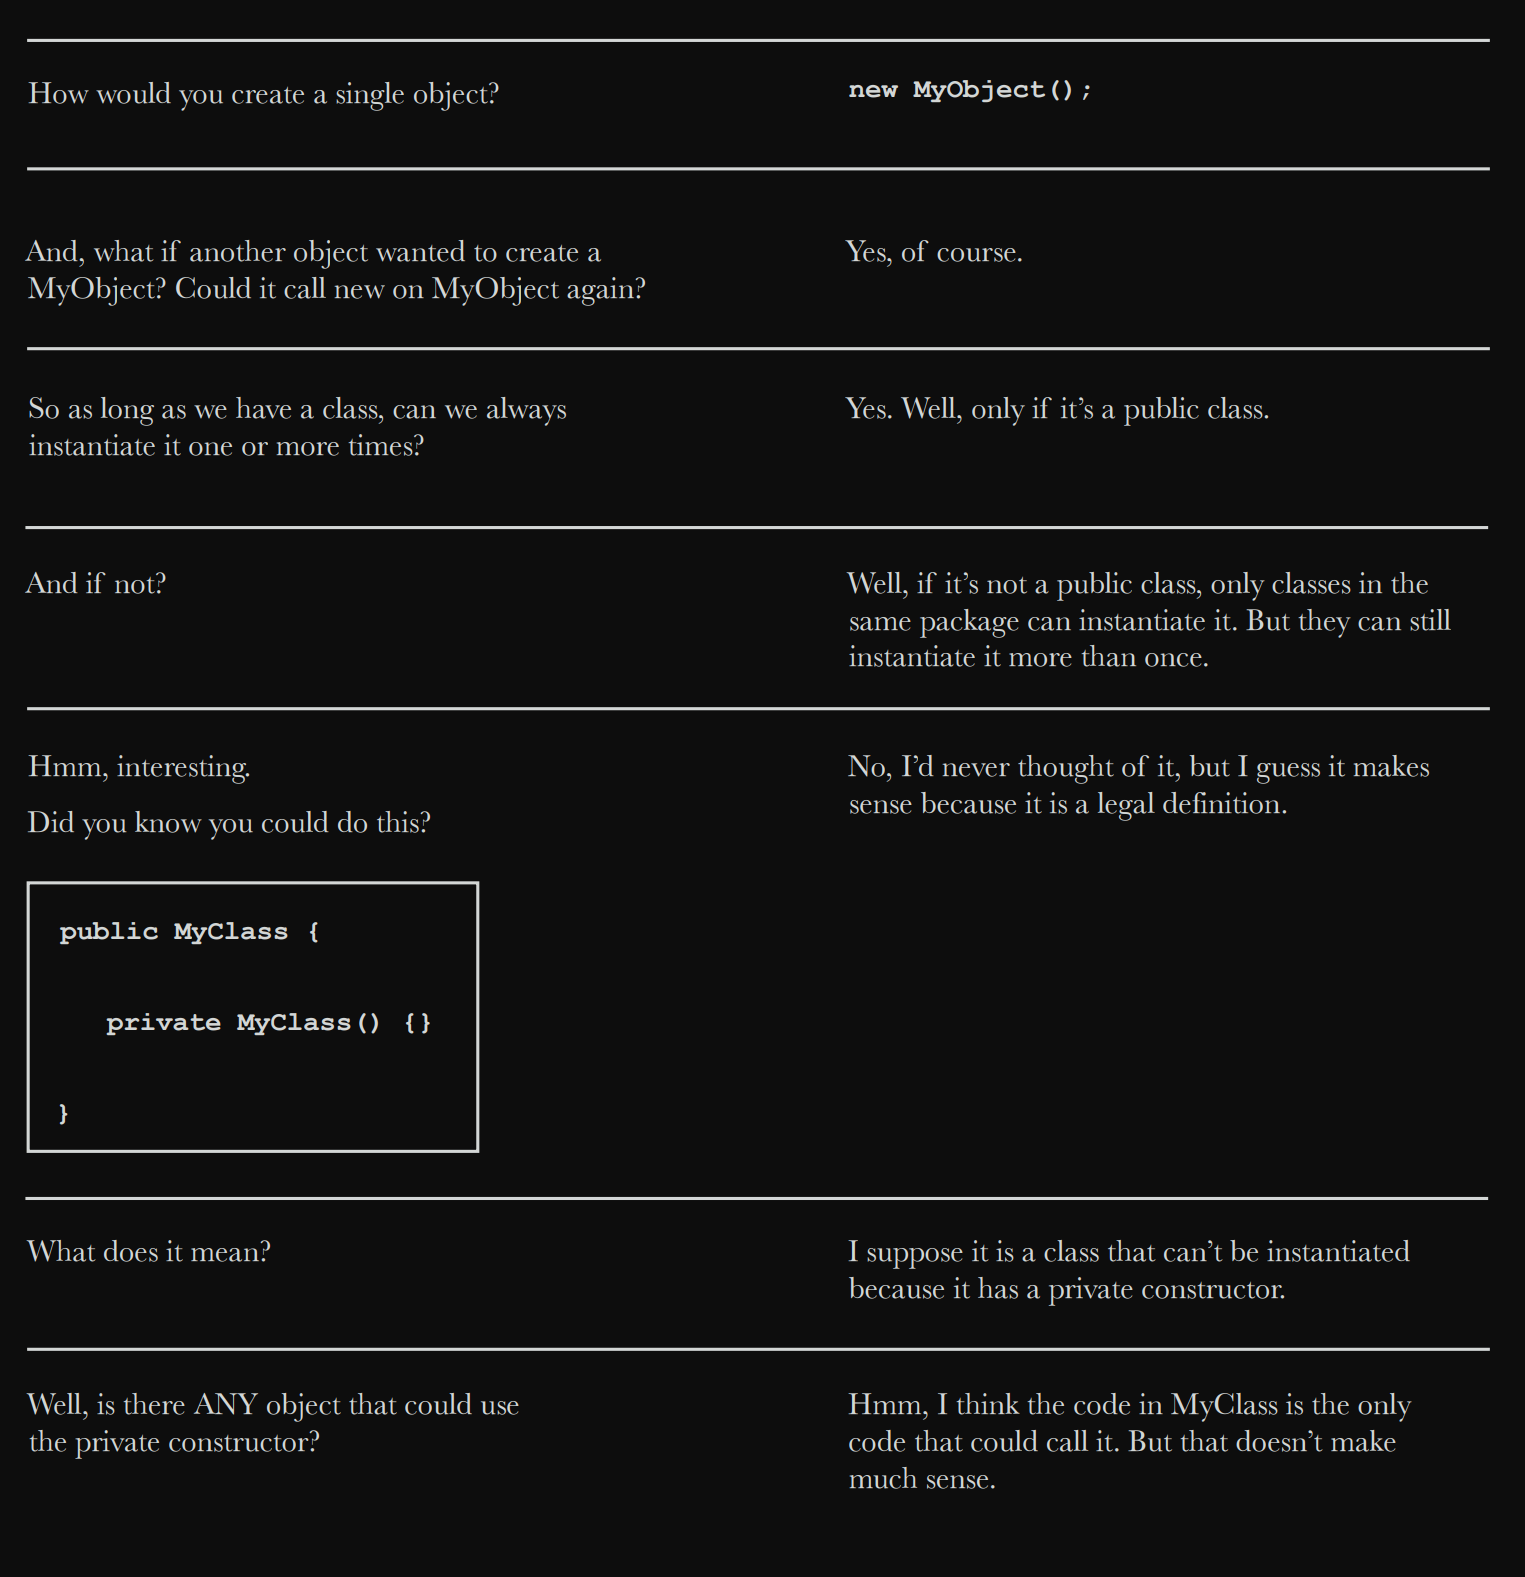 How would you create a single object?
new MyObject();
And, what if another object wanted to create a
MyObject? Could it call new on MyObject again?
Yes, of course.
So as long as we have a class, can we always
instantiate it one or more times?
Yes. Well, only if it’s a public class.
And if not?
Well, if it’s not a public class, only classes in the
same package can instantiate it. But they can still
instantiate it more than once.
Hmm, interesting.
Did you know you could do this?
public MyClass {
private MyClass() {}
}
No, I’d never thought of it, but I guess it makes
sense because it is a legal definition.
What does it mean?
I suppose it is a class that can’t be instantiated
because it has a private constructor.
Well, is there ANY object that could use
the private constructor?
Hmm, I think the code in MyClass is the only
code that could call it. But that doesn’t make
much sense.